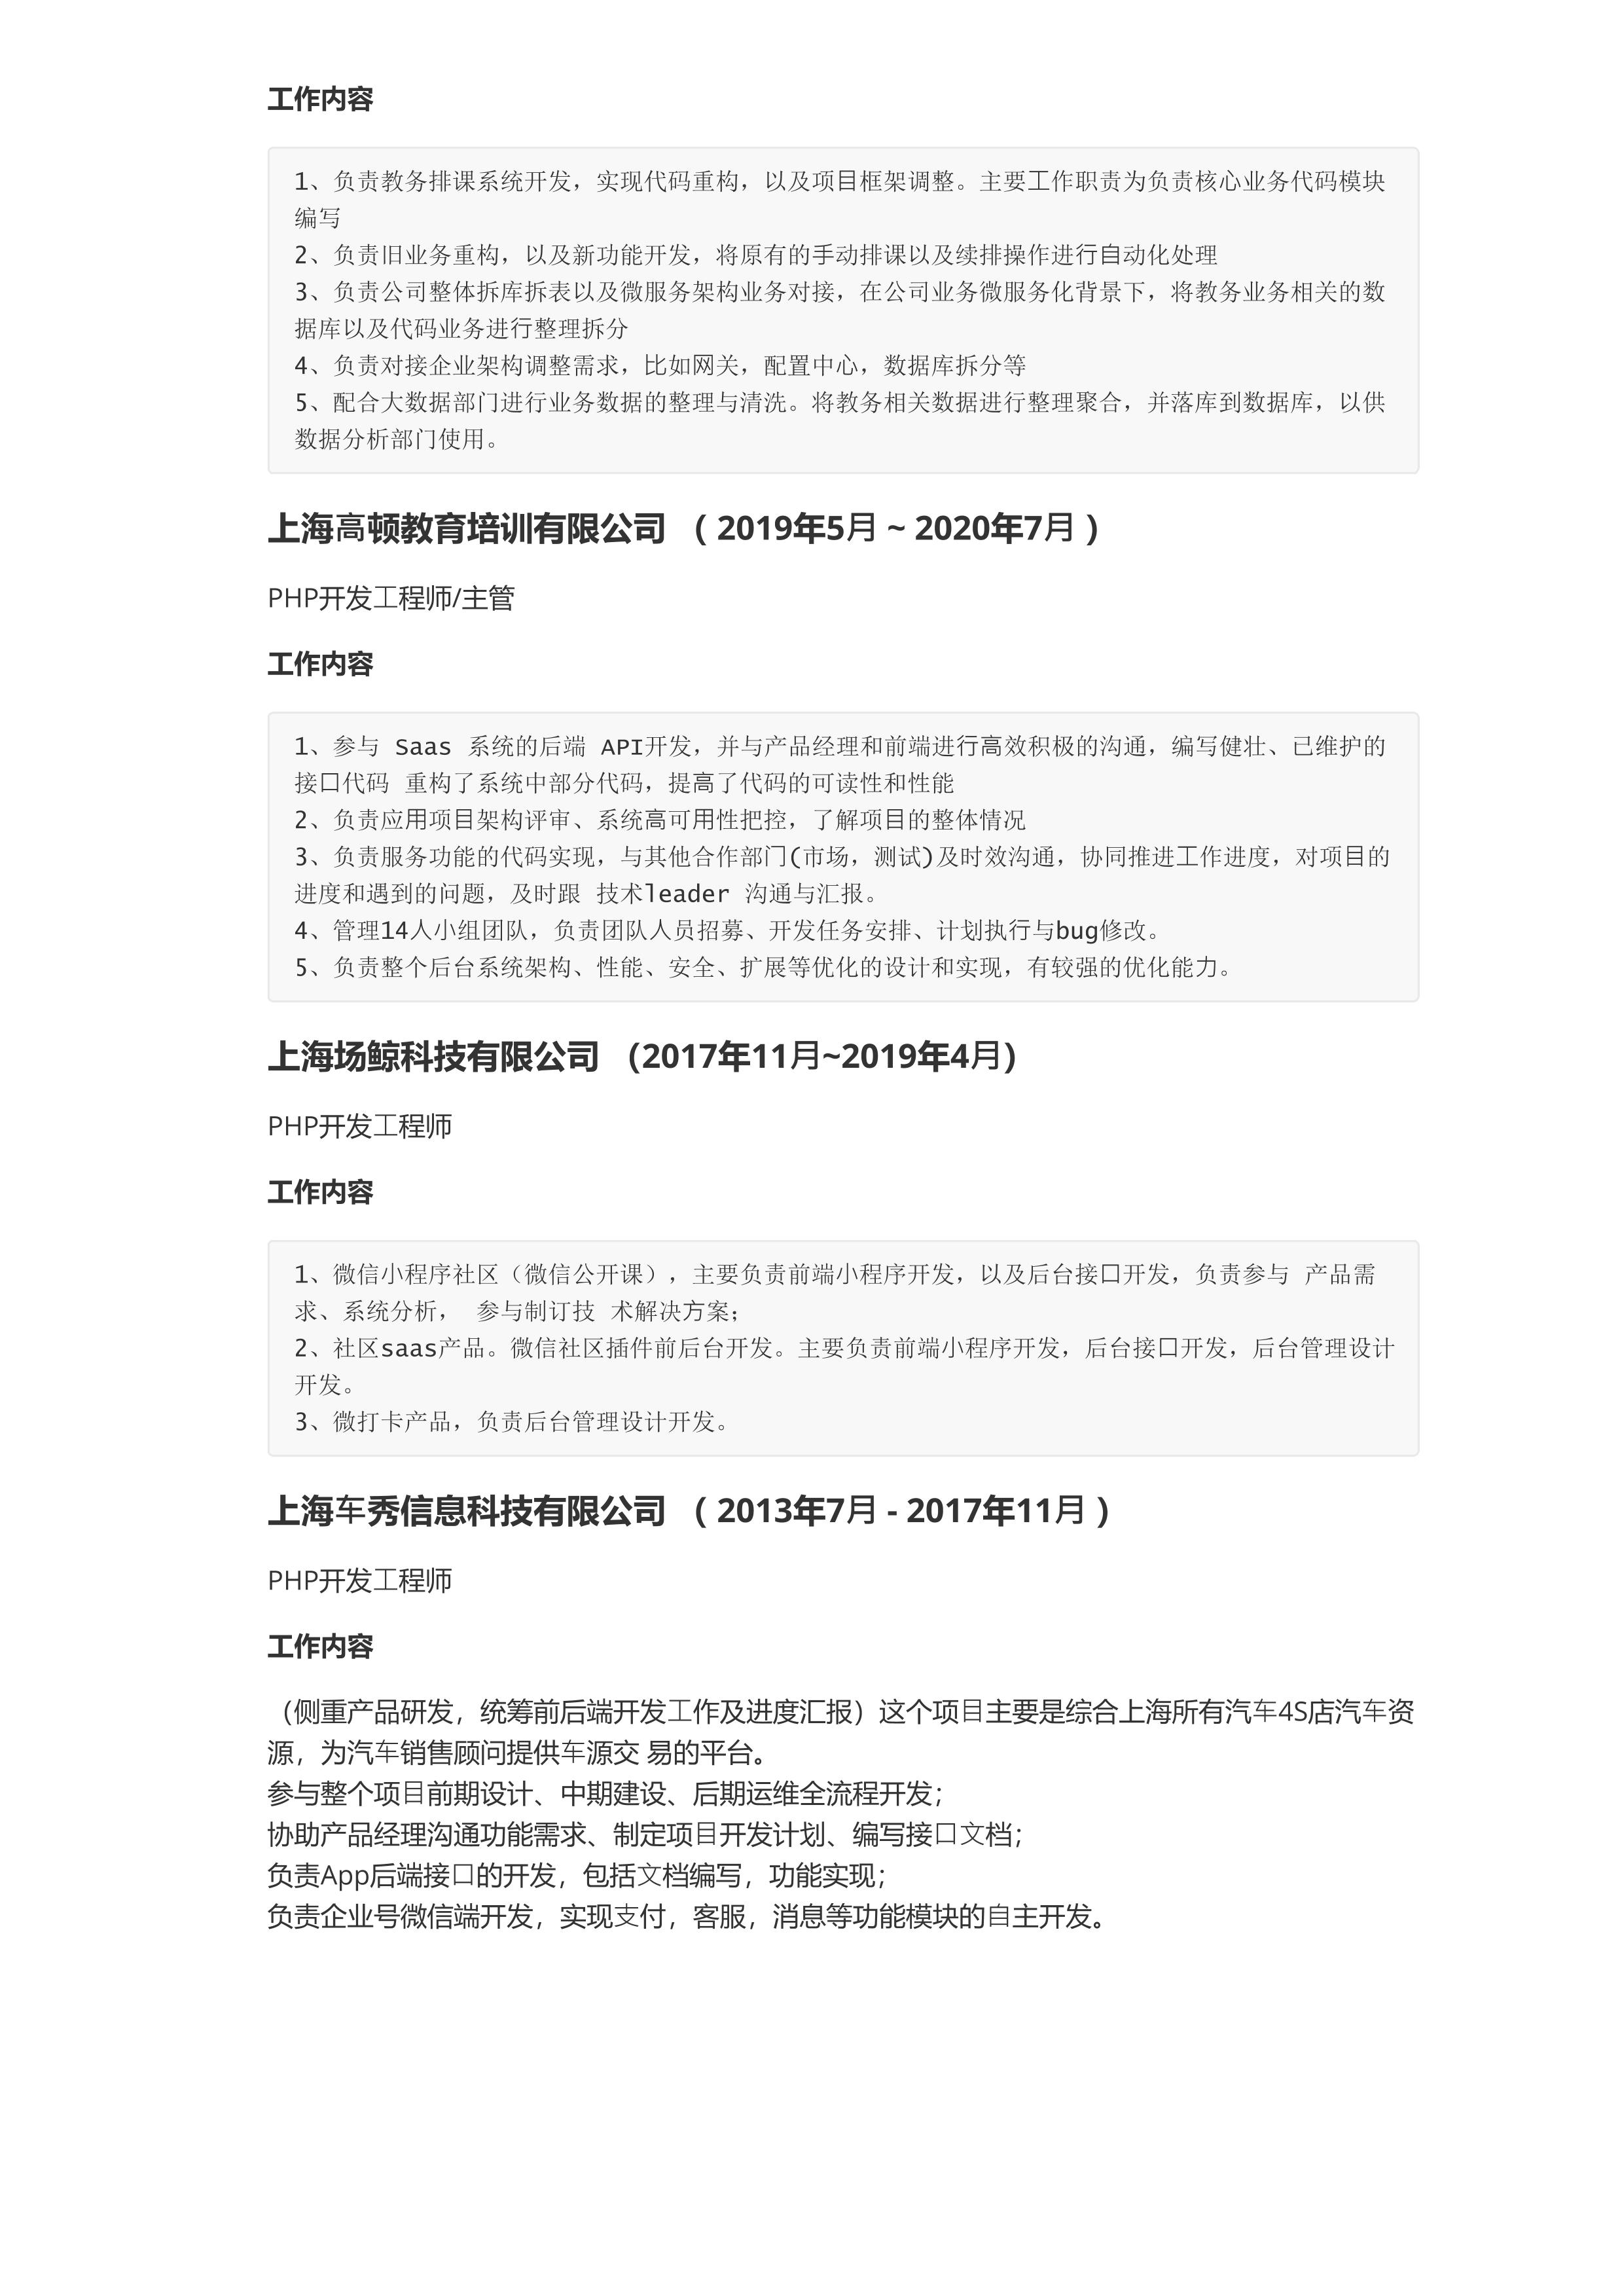 工作内容
1、负责教务排课系统开发，实现代码重构，以及项目框架调整。主要工作职责为负责核心业务代码模块
编写
2、负责旧业务重构，以及新功能开发，将原有的手动排课以及续排操作进行自动化处理
3、负责公司整体拆库拆表以及微服务架构业务对接，在公司业务微服务化背景下，将教务业务相关的数
据库以及代码业务进行整理拆分
4、负责对接企业架构调整需求，比如网关，配置中心，数据库拆分等
5、配合大数据部门进行业务数据的整理与清洗。将教务相关数据进行整理聚合，并落库到数据库，以供
数据分析部门使用。
上海高顿教育培训有限公司 （ 2019年5月 ~ 2020年7月 ）
PHP开发工程师/主管
工作内容
1、参与 Saas 系统的后端 API开发，并与产品经理和前端进行高效积极的沟通，编写健壮、已维护的
接口代码 重构了系统中部分代码，提高了代码的可读性和性能
2、负责应用项目架构评审、系统高可用性把控，了解项目的整体情况
3、负责服务功能的代码实现，与其他合作部门(市场，测试)及时效沟通，协同推进工作进度，对项目的
进度和遇到的问题，及时跟 技术leader 沟通与汇报。
4、管理14人小组团队，负责团队人员招募、开发任务安排、计划执行与bug修改。
5、负责整个后台系统架构、性能、安全、扩展等优化的设计和实现，有较强的优化能力。
上海场鲸科技有限公司 （2017年11月~2019年4月）
PHP开发工程师
工作内容
1、微信小程序社区（微信公开课），主要负责前端小程序开发，以及后台接口开发，负责参与 产品需
求、系统分析， 参与制订技 术解决方案；
2、社区saas产品。微信社区插件前后台开发。主要负责前端小程序开发，后台接口开发，后台管理设计
开发。
3、微打卡产品，负责后台管理设计开发。
上海车秀信息科技有限公司 （ 2013年7月 - 2017年11月 ）
PHP开发工程师
工作内容
（侧重产品研发，统筹前后端开发工作及进度汇报）这个项目主要是综合上海所有汽车4S店汽车资
源，为汽车销售顾问提供车源交 易的平台。
参与整个项目前期设计、中期建设、后期运维全流程开发；
协助产品经理沟通功能需求、制定项目开发计划、编写接口文档；
负责App后端接口的开发，包括文档编写，功能实现；
负责企业号微信端开发，实现支付，客服，消息等功能模块的自主开发。